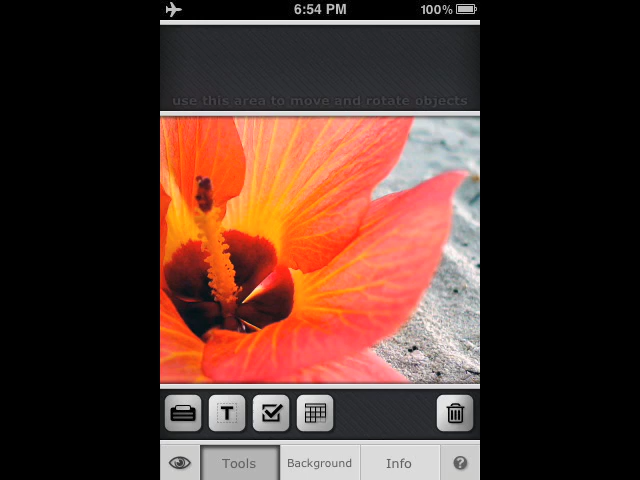 6:54 PM 100%
use this area to move and rotate objects
T
Tools Background Info ?